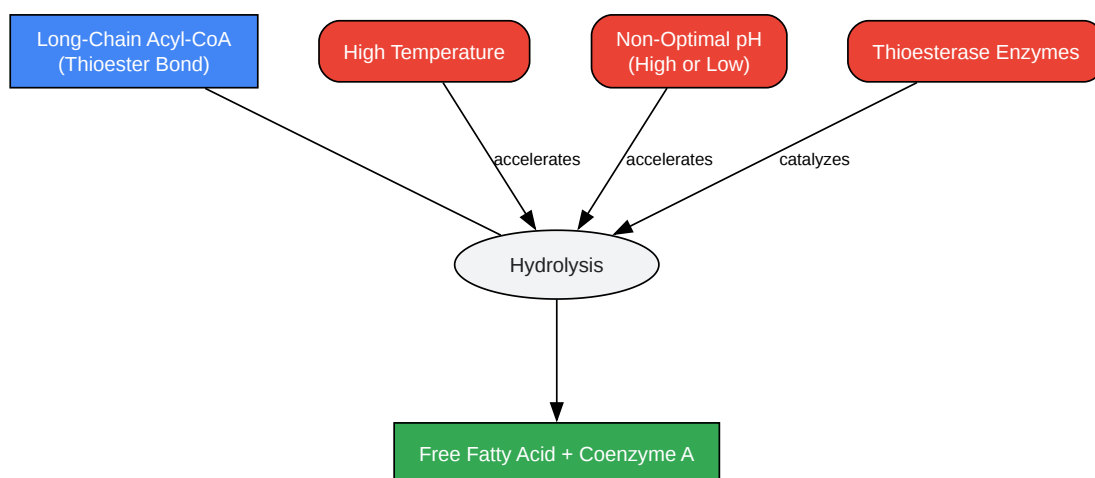 Long-Chain Acyl-CoA
(Thioester Bond)
High Temperature
Non-Optimal pH
(High or Low)
Thioesterase Enzymes
accelerates
accelerates
catalyzes
Hydrolysis
Free Fatty Acid + Coenzyme A